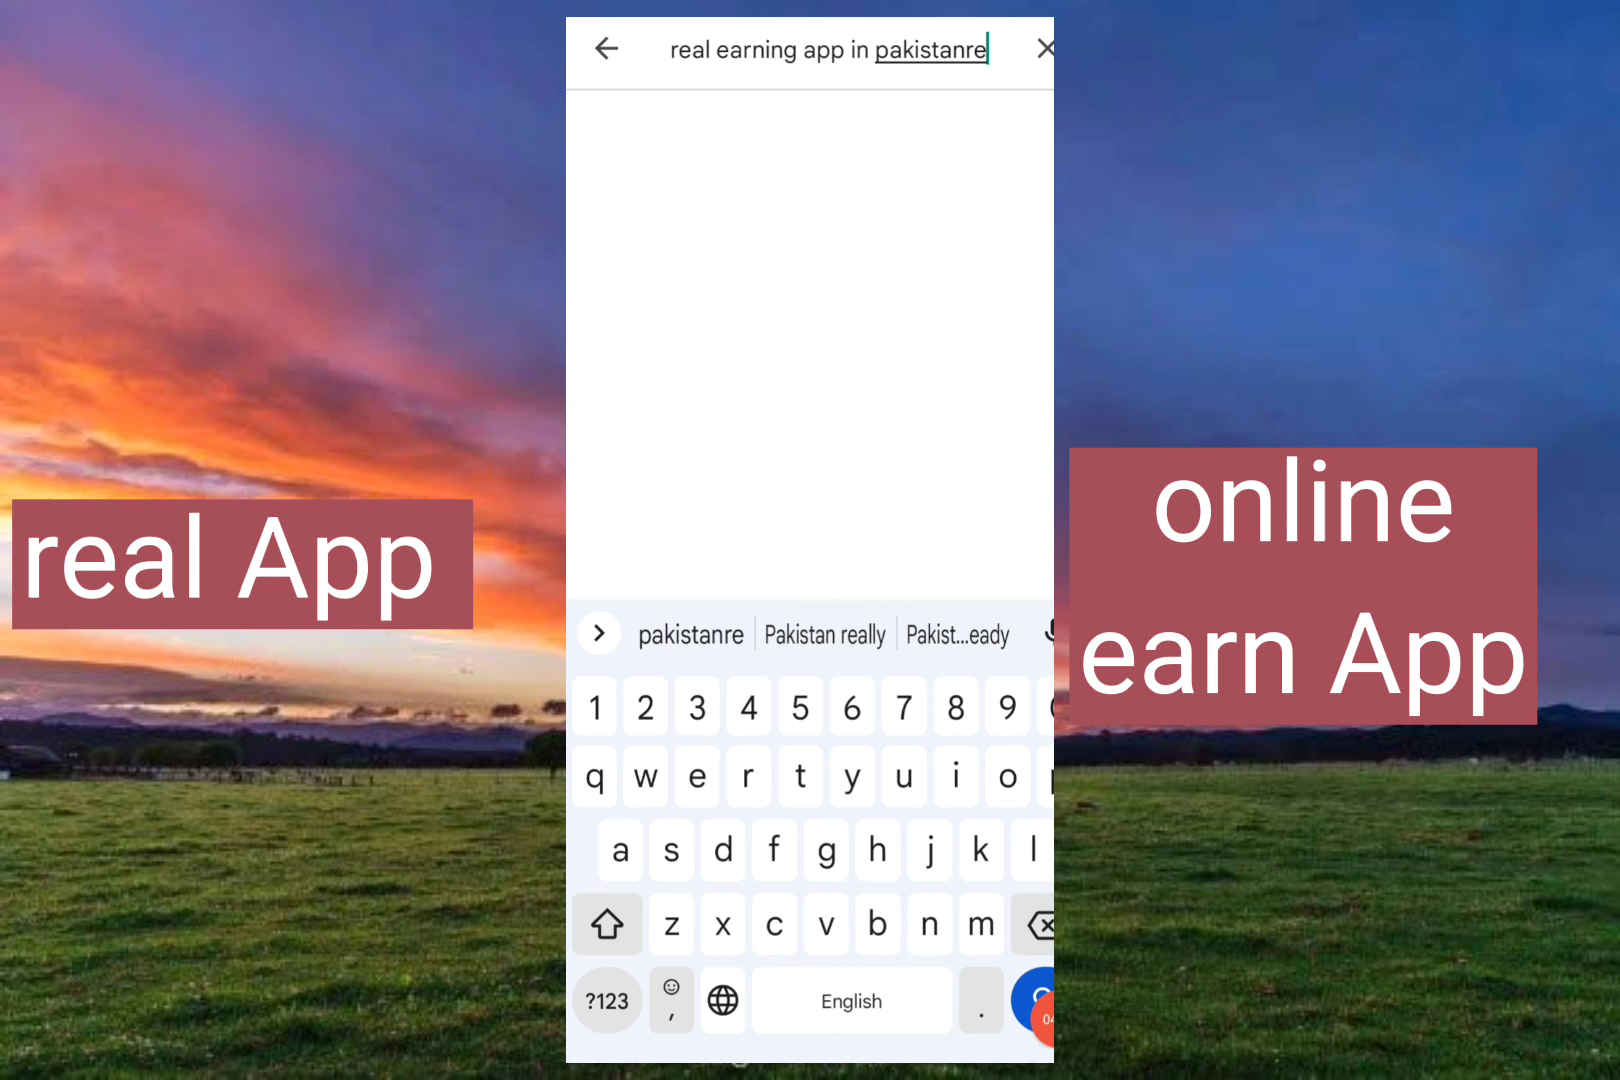 real earning app in pakistanre
real App
online
earn App
pakistanre Pakistan really Pakist...eady
1 2 3 4 5 6 7 8 9
q w e r t y u i o
a s d f g h j k l
z x c v b n m
?123 , English .
04